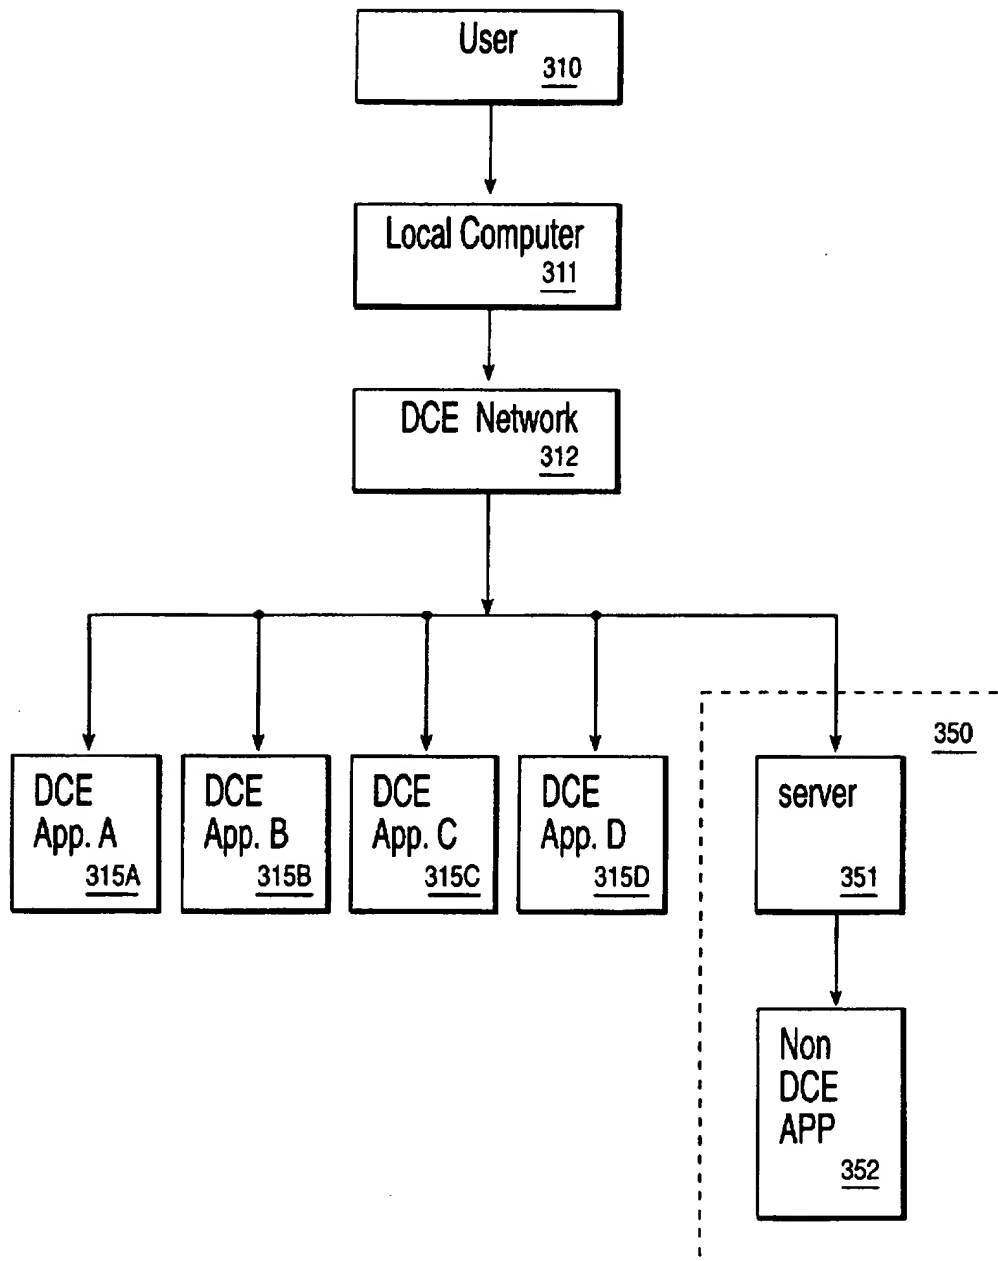 User
310
Local Computer
311
DCE Network
312
350
DCE
App. A
315A
DCE
App. B
315B
DCE
App. C
315C
DCE
App. D
315D
server
351
Non
DCE
APP
352